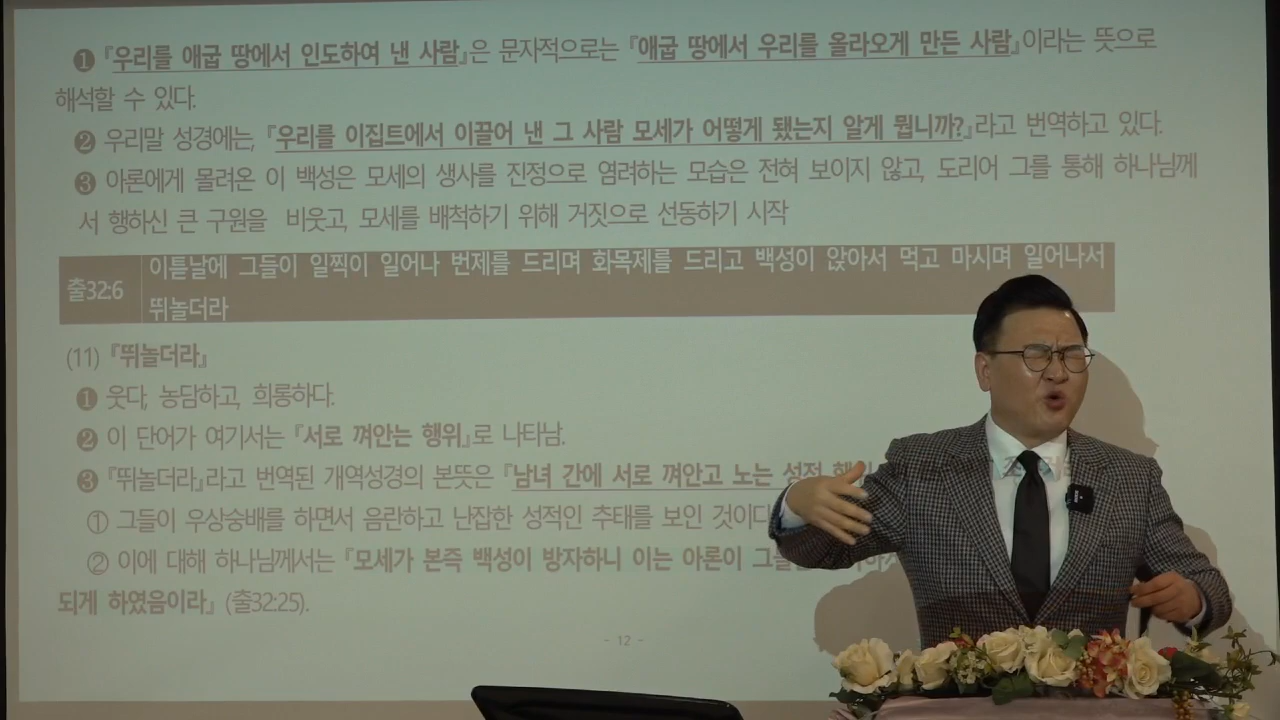 ❶ 『우리를 애굽 땅에서 인도하여 낸 사람』은 문자적으로는 『애굽 땅에서 우리를 올라오게 만든 사람』이라는 뜻으로
해석할 수 있다.
❷ 우리말 성경에는, 『우리를 이집트에서 이끌어 낸 그 사람 모세가 어떻게 됐는지 알게 뭡니까?』라고 번역하고 있다.
❸ 아론에게 몰려온 이 백성은 모세의 생사를 진정으로 염려하는 모습은 전혀 보이지 않고, 도리어 그를 통해 하나님께
서 행하신 큰 구원을 비웃고, 모세를 배척하기 위해 거짓으로 선동하기 시작
출32:6
이튿날에 그들이 일찍이 일어나 번제를 드리며 화목제를 드리고 백성이 앉아서 먹고 마시며 일어나서
뛰놀더라
(11) 『뛰놀더라』
❶ 웃다, 농담하고, 희롱하다.
❷ 이 단어가 여기서는 『서로 껴안는 행위』로 나타남.
❸ 『뛰놀더라』라고 번역된 개역성경의 본뜻은 『남녀 간에 서로 껴안고 노는 성적
① 그들이 우상숭배를 하면서 음란하고 난잡한 성적인 추태를 보인 것이다
② 이에 대해 하나님께서는 『모세가 본즉 백성이 방자하니 이는 아론이
되게 하였음이라』 (출32:25).
- 12 -